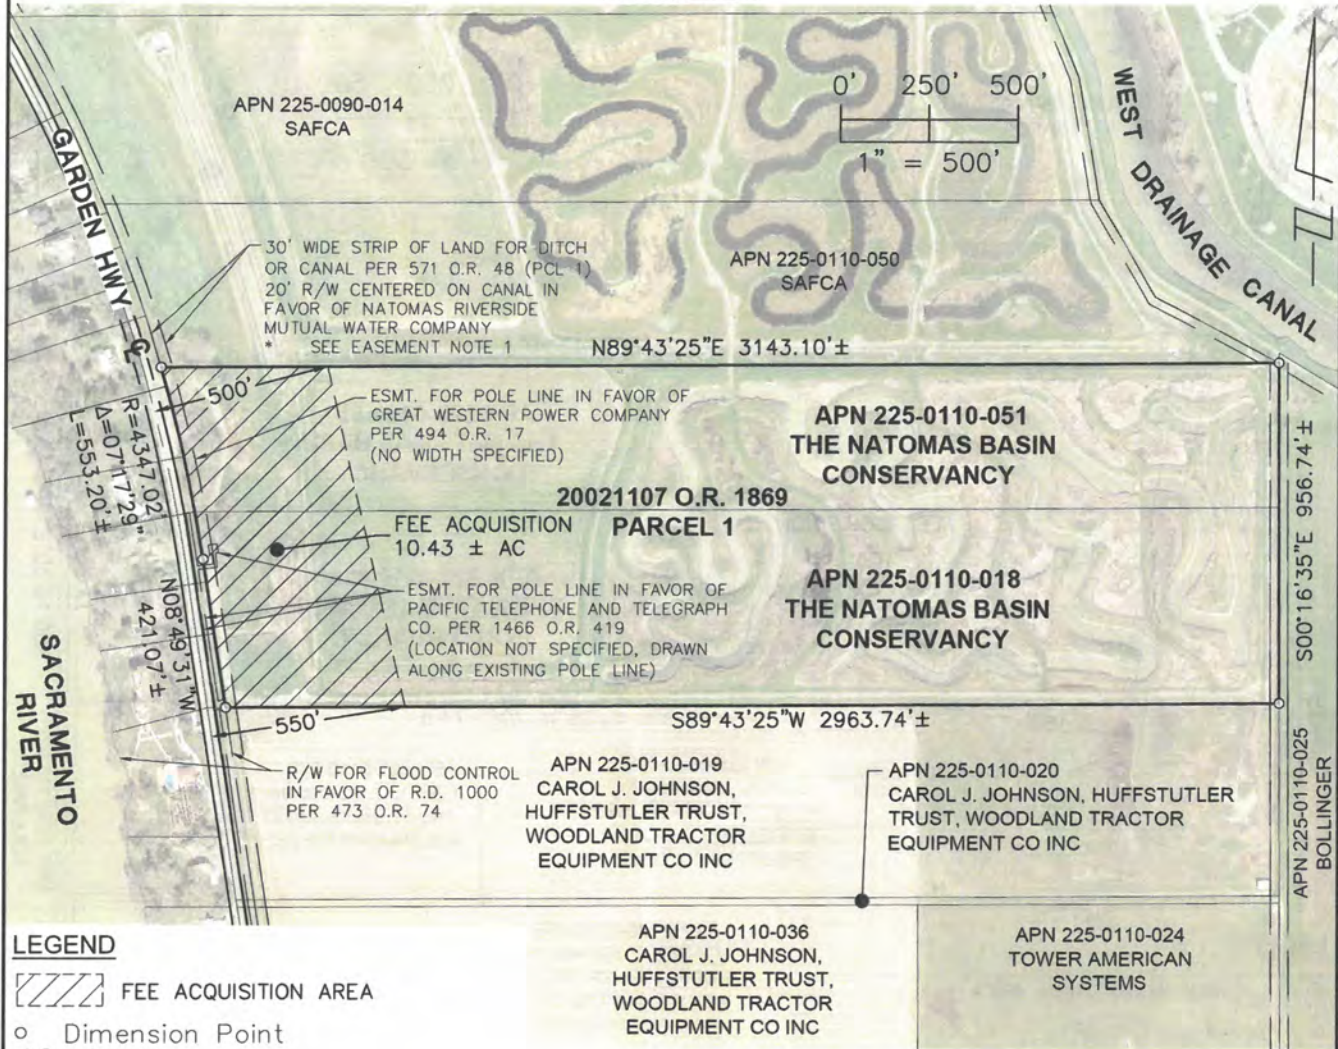 APN 225-0090-014
SAFCA
0' 250' 500'
1" = 500'
WEST DRAINAGE CANAL
GARDEN HWY
30' WIDE STRIP OF LAND FOR DITCH
OR CANAL PER 571 O.R. 48 (PCL 1)
20' R/W CENTERED ON CANAL IN
FAVOR OF NATOMAS RIVERSIDE
MUTUAL WATER COMPANY
* SEE EASEMENT NOTE 1
APN 225-0110-050
SAFCA
N89°43'25"E 3143.10'±
500'
R=4347.02'
Δ=07°17'29"
L=553.20'±
ESMT. FOR POLE LINE IN FAVOR OF
GREAT WESTERN POWER COMPANY
PER 494 O.R. 17
(NO WIDTH SPECIFIED)
APN 225-0110-051
THE NATOMAS BASIN
CONSERVANCY
20021107 O.R. 1869
PARCEL 1
FEE ACQUISITION
10.43 ± AC
S00°16'35"E 956.74'±
ESMT. FOR POLE LINE IN FAVOR OF
PACIFIC TELEPHONE AND TELEGRAPH
CO. PER 1466 O.R. 419
(LOCATION NOT SPECIFIED, DRAWN
ALONG EXISTING POLE LINE)
APN 225-0110-018
THE NATOMAS BASIN
CONSERVANCY
N08°49'31"W
421.07'±
SACRAMENTO
RIVER
550'
S89°43'25"W 2963.74'±
R/W FOR FLOOD CONTROL
IN FAVOR OF R.D. 1000
PER 473 O.R. 74
APN 225-0110-019
CAROL J. JOHNSON,
HUFFSTUTLER TRUST,
WOODLAND TRACTOR
EQUIPMENT CO INC
APN 225-0110-020
CAROL J. JOHNSON, HUFFSTUTLER
TRUST, WOODLAND TRACTOR
EQUIPMENT CO INC
APN 225-0110-025
BOLLINGER
APN 225-0110-036
CAROL J. JOHNSON,
HUFFSTUTLER TRUST,
WOODLAND TRACTOR
EQUIPMENT CO INC
APN 225-0110-024
TOWER AMERICAN
SYSTEMS
LEGEND
FEE ACQUISITION AREA
Dimension Point